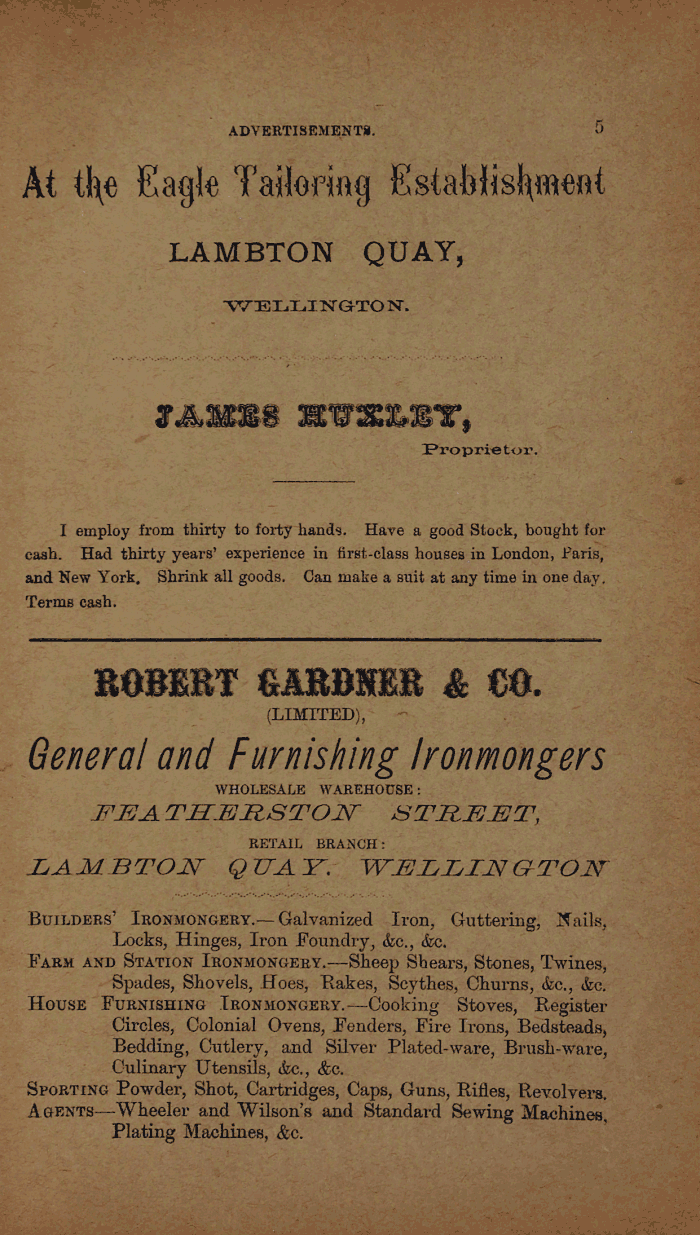 ADVERTISEMENTS. 5
At the Eagle Tailoring Establishment
LAMBTON QUAY,
WELLINGTON.
JAMES HUXLEY,
Proprietor.
I employ from thirty to forty hands. Have a good Stock, bought for
cash. Had thirty years' experience in first-class houses in London, Paris,
and New York. Shrink all goods. Can make a suit at any time in one day.
Terms cash.
ROBERT GARDNER & CO.
(LIMITED),
General and Furnishing Ironmongers
WHOLESALE WAREHOUSE:
FEATHERSTON STREET,
RETAIL BRANCH:
LAMBTON QUAY. WELLINGTON
BUILDERS' IRONMONGERY.—Galvanized Iron, Guttering, Nails,
Locks, Hinges, Iron Foundry, &c., &c.
FARM AND STATION IRONMONGERY.—Sheep Shears, Stones, Twines,
Spades, Shovels, Hoes, Rakes, Scythes, Churns, &c., &c.
HOUSE FURNISHING IRONMONGERY.—Cooking Stoves, Register
Circles, Colonial Ovens, Fenders, Fire Irons, Bedsteads,
Bedding, Cutlery, and Silver Plated-ware, Brush-ware,
Culinary Utensils, &c., &c.
SPORTING Powder, Shot, Cartridges, Caps, Guns, Rifles, Revolvers.
AGENTS—Wheeler and Wilson's and Standard Sewing Machines,
Plating Machines, &c.